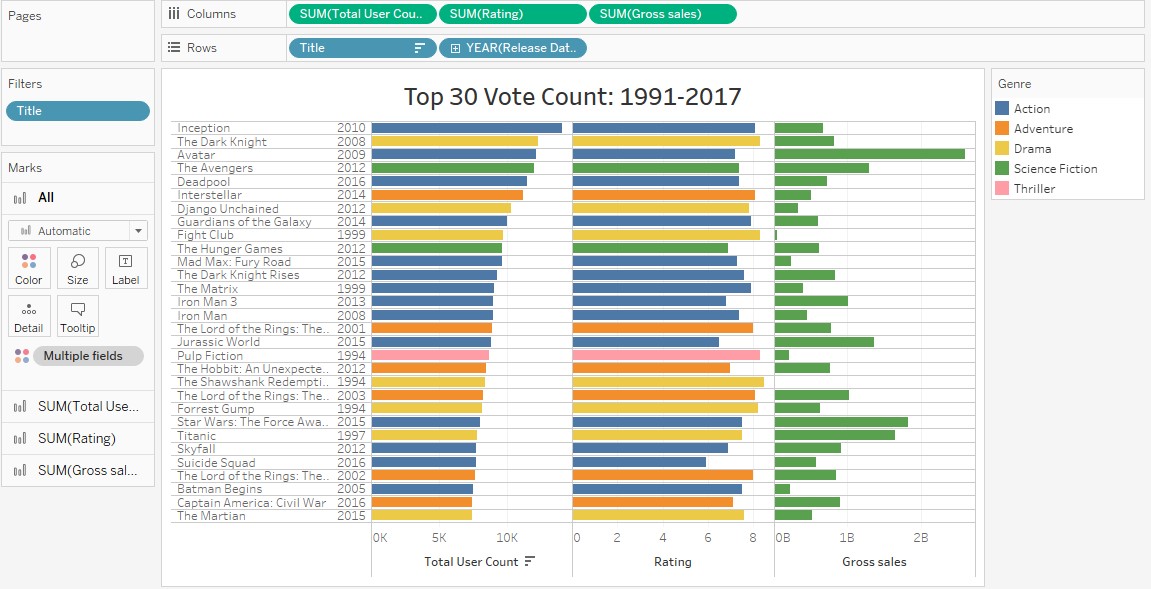 Pages
Columns
SUM(Total User Cou..
SUM(Rating)
SUM(Gross sales)
Rows
Title
YEAR(Release Dat..
Filters
Title
Marks
All
Automatic
Color
Size
Label
Detail
Tooltip
Multiple fields
SUM(Total Use...
SUM(Rating)
SUM(Gross sal...
Top 30 Vote Count: 1991-2017
Inception 2010
The Dark Knight 2008
Avatar 2009
The Avengers 2012
Deadpool 2016
Interstellar 2014
Django Unchained 2012
Guardians of the Galaxy 2014
Fight Club 1999
The Hunger Games 2012
Mad Max: Fury Road 2015
The Dark Knight Rises 2012
The Matrix 1999
Iron Man 3 2013
Iron Man 2008
The Lord of the Rings: The.. 2001
Jurassic World 2015
Pulp Fiction 1994
The Hobbit: An Unexpecte.. 2012
The Shawshank Redempti.. 1994
The Lord of the Rings: The.. 2003
Forrest Gump 1994
Star Wars: The Force Awa.. 2015
Titanic 1997
Skyfall 2012
Suicide Squad 2016
The Lord of the Rings: The.. 2002
Batman Begins 2005
Captain America: Civil War 2016
The Martian 2015
0K 5K 10K 0 2 4 6 8 0B 1B 2B
Total User Count Rating Gross sales
Genre
Action
Adventure
Drama
Science Fiction
Thriller